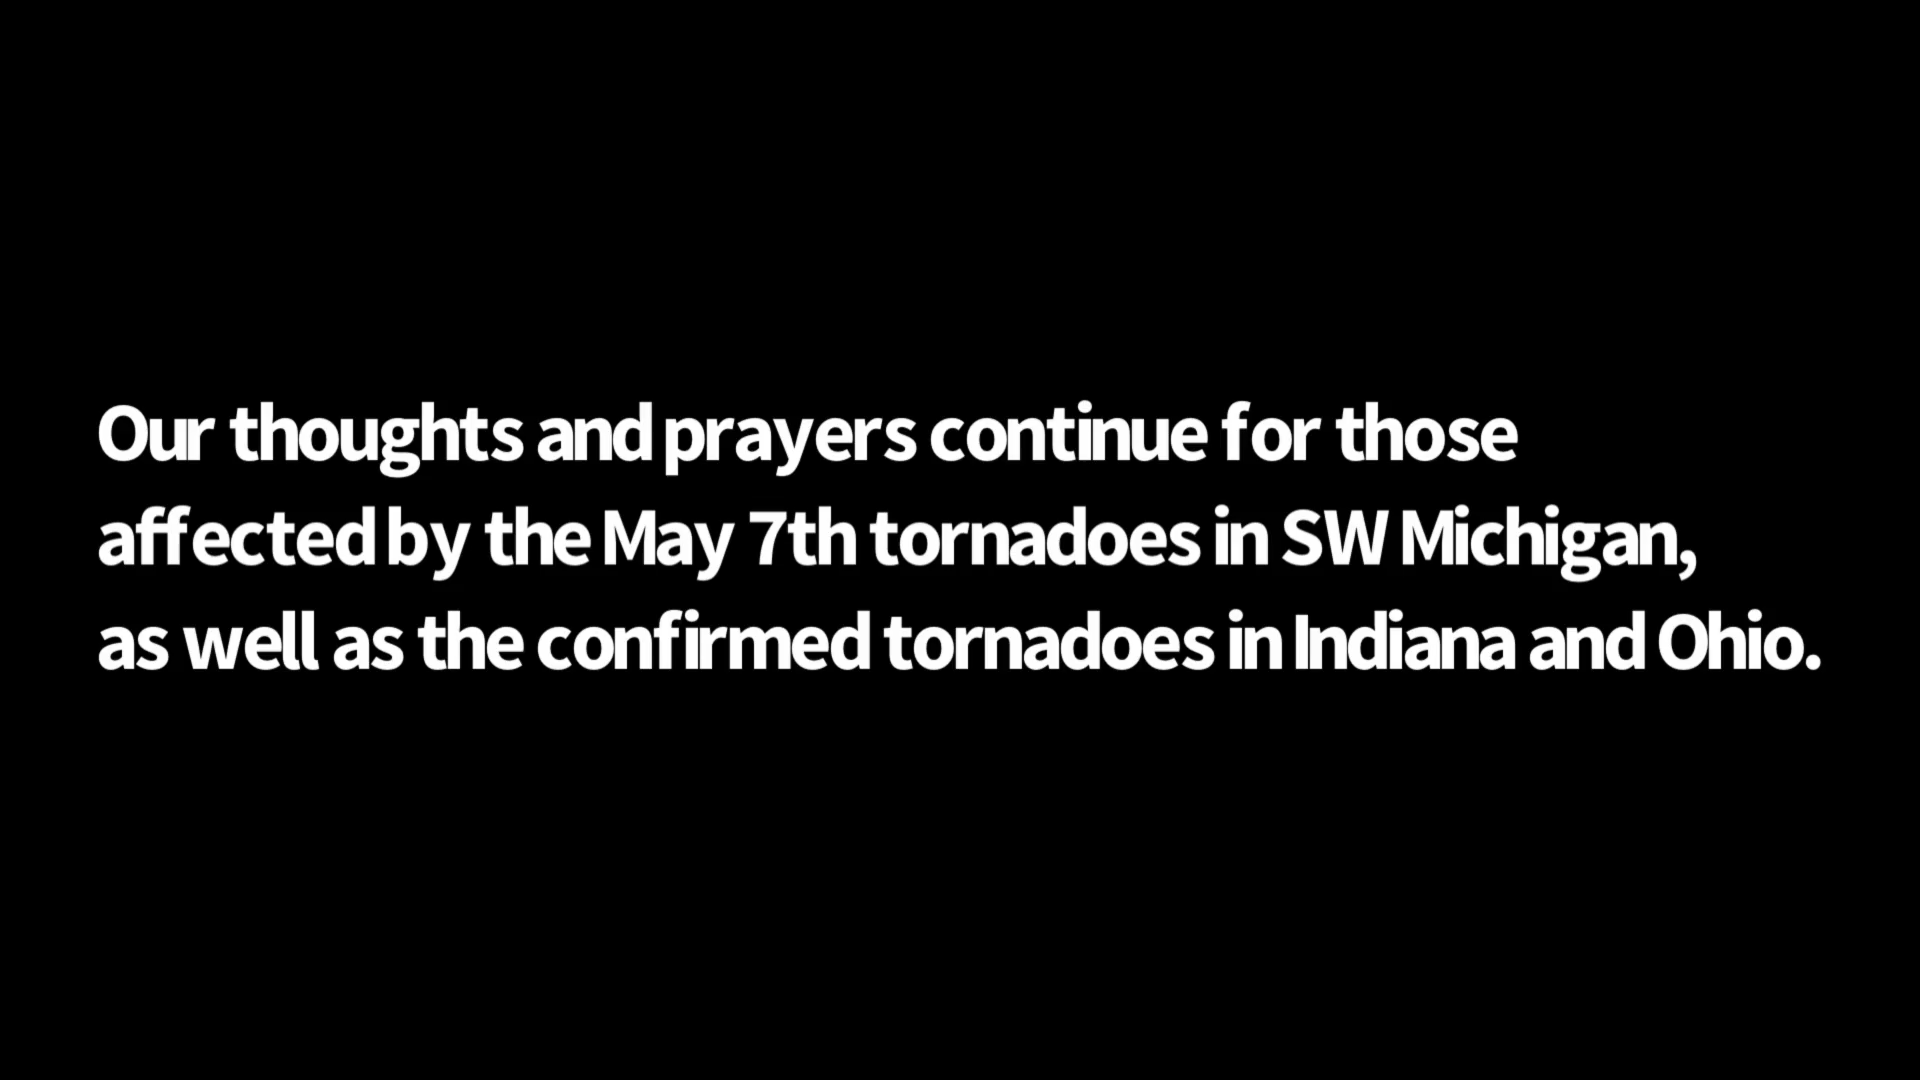 Our thoughts and prayers continue for those
affected by the May 7th tornadoes in SW Michigan,
as well as the confirmed tornadoes in Indiana and Ohio.